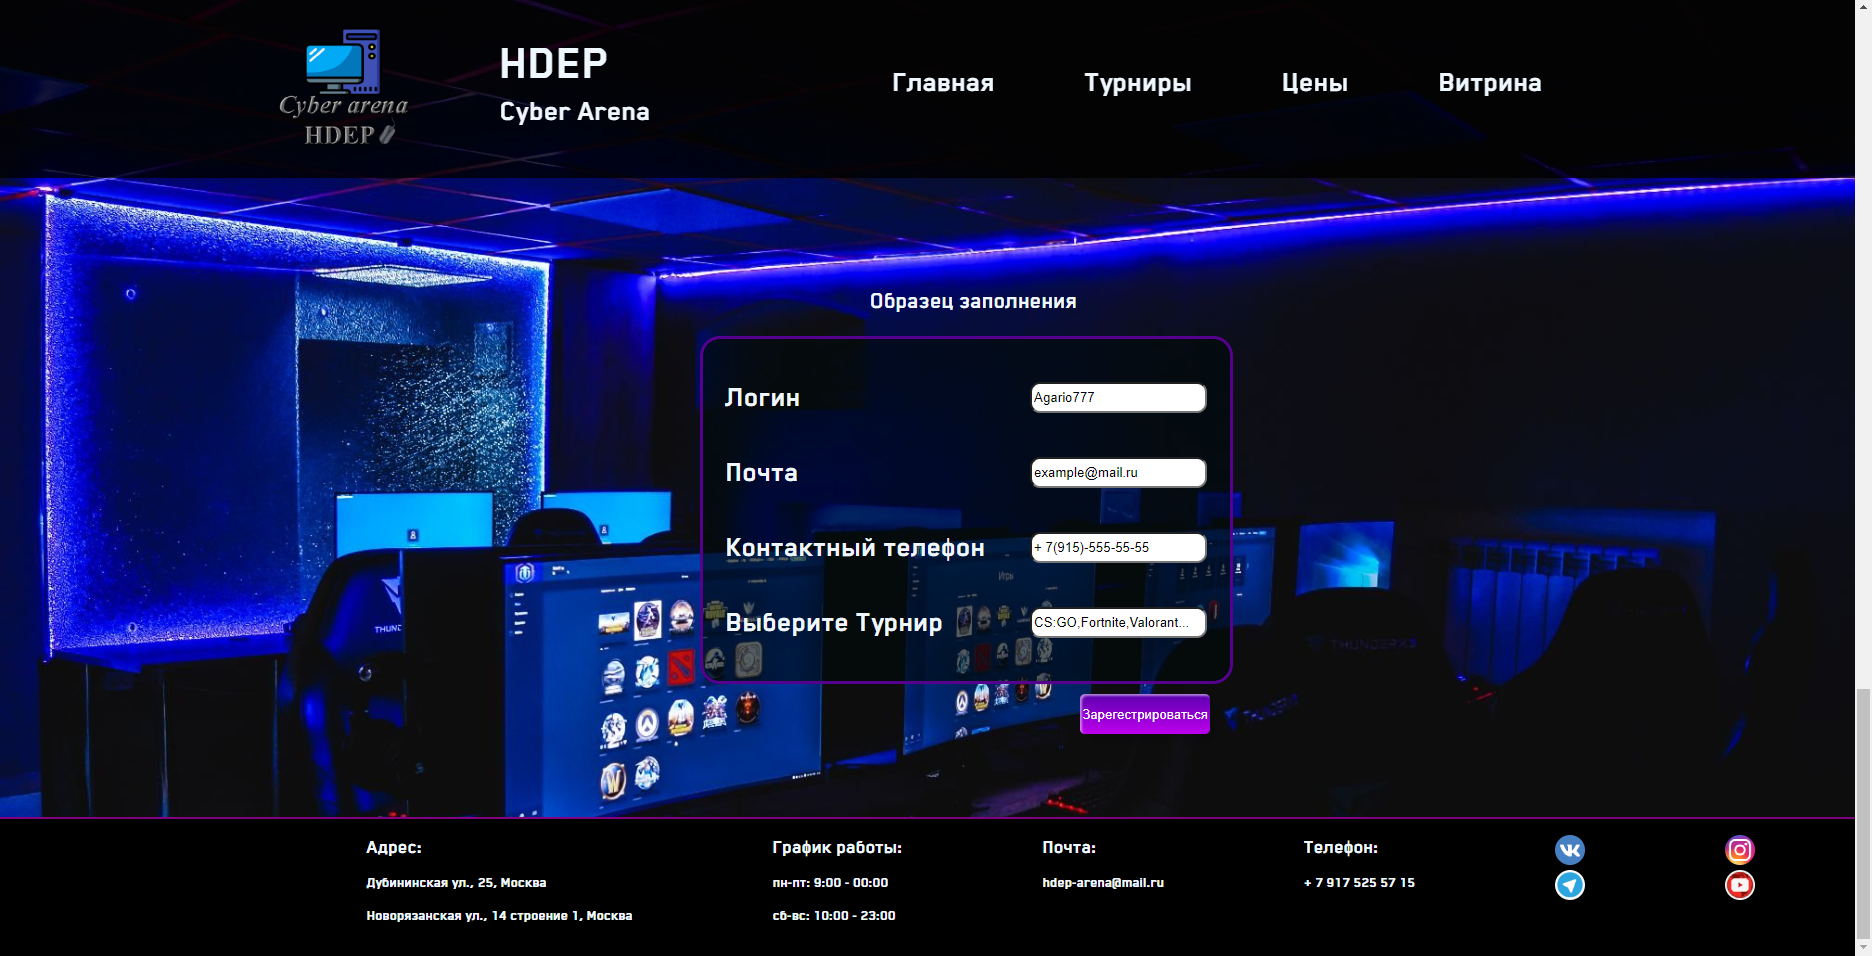 Cyber arena
HDEP
HDEP
Cyber Arena
Главная
Турниры
Цены
Витрина
Образец заполнения
Логин
Agario777
Почта
example@mail.ru
Контактный телефон
+ 7(915)-555-55-55
Выберите Турнир
CS:GO,Fortnite,Valorant...
Зарегестрироваться
Игры
THUNDERX3
Адрес:
Дубининская ул., 25, Москва
Новорязанская ул., 14 строение 1, Москва
График работы:
пн-пт: 9:00 - 00:00
сб-вс: 10:00 - 23:00
Почта:
hdep-arena@mail.ru
Телефон:
+ 7 917 525 57 15